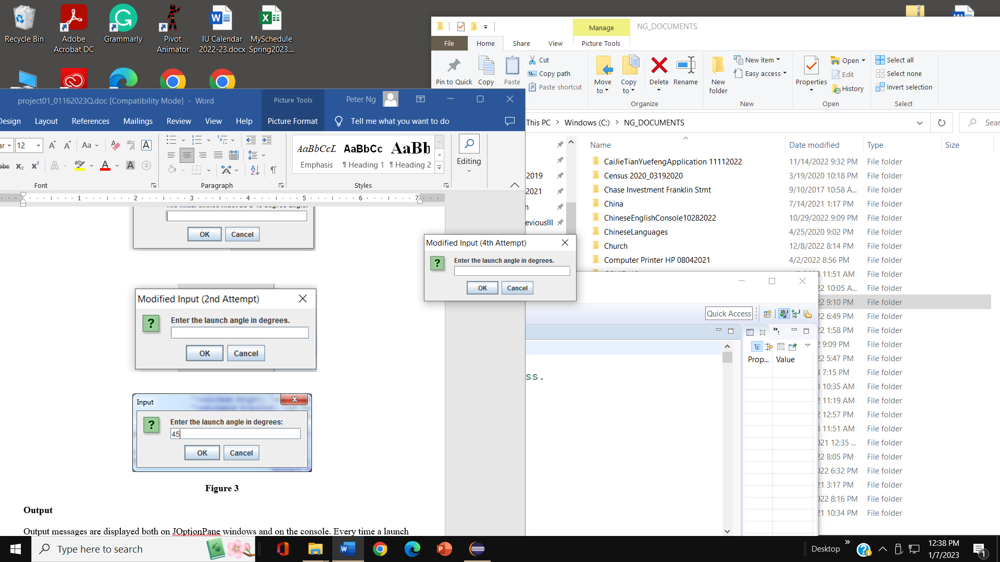 Recycle Bin
Adobe
Acrobat DC
Grammarly
Pivot
Animator
IU Calendar
2022-23.docx
MySchedule
Spring2023....
Manage
NG_DOCUMENTS
File
Home
Share
View
Picture Tools
Pin to Quick
Copy
Paste
Cut
Copy path
Paste shortcut
Move
to
Copy
to
Delete
Rename
New
folder
New item
Easy access
Properties
Open
Edit
History
Select all
Select none
Invert selection
Organize
New
Open
Select
This PC > Windows (C:) > NG_DOCUMENTS
Name Date modified Type Size
CaiJieTianYuefengApplication 11112022 11/14/2022 9:32 PM File folder
Census 2020_03192020 3/19/2020 10:18 PM File folder
Chase Investment Franklin Stmt 9/10/2017 10:58 A... File folder
China 7/14/2021 1:17 PM File folder
ChineseEnglishConsole10282022 10/29/2022 9:09 PM File folder
ChineseLanguages 4/25/2020 9:02 PM File folder
Church 12/8/2022 8:14 PM File folder
Computer Printer HP 08042021 4/2/2022 8:56 PM File folder
11:51 AM File folder
22 10:05 A... File folder
22 9:10 PM File folder
22 6:49 PM File folder
22 1:58 PM File folder
2 9:09 PM File folder
22 5:47 PM File folder
3 7:15 PM File folder
3 10:35 AM File folder
2 11:19 AM File folder
2 12:57 PM File folder
3 11:51 AM File folder
021 12:35 ... File folder
22 8:05 PM File folder
022 6:32 PM File folder
21 3:17 PM File folder
022 8:16 PM File folder
21 10:34 PM File folder
2019
2021
n
eviousIII
project01_01162023Q.doc [Compatibility Mode] - Word
Picture Tools
Peter Ng
Design
Layout
References
Mailings
Review
View
Help
Picture Format
Tell me what you want to do
12
Aa
AaBbCcL
Emphasis
AaBbCc
¶ Heading 1
AaBb
¶ Heading 2
Editing
Font
Paragraph
Styles
1 2 3 4 5 6 7
OK Cancel
Modified Input (2nd Attempt)
Enter the launch angle in degrees.
OK Cancel
Input
Enter the launch angle in degrees:
45
OK Cancel
Figure 3
Output
Output messages are displayed both on JOptionPane windows and on the console. Every time a launch
Modified Input (4th Attempt)
Enter the launch angle in degrees.
OK Cancel
Quick Access
Prop... Value
ss.
Type here to search
Desktop
12:38 PM
1/7/2023
1